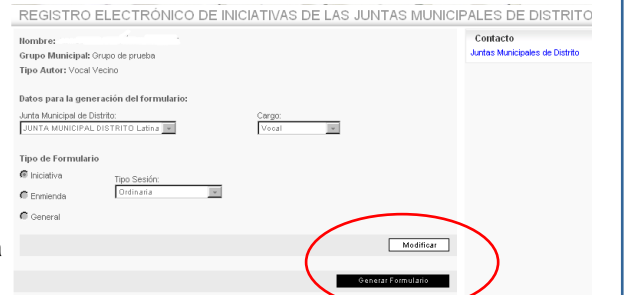 REGISTRO ELECTRÓNICO DE INICIATIVAS DE LAS JUNTAS MUNICIPALES DE DISTRITO
Nombre:
Grupo Municipal: Grupo de prueba
Tipo Autor: Vocal Vecino
Datos para la generación del formulario:
Junta Municipal de Distrito: Cargo:
JUNTA MUNICIPAL DISTRITO Latina Vocal
Tipo de Formulario
Iniciativa
Tipo Sesión:
Enmienda Ordinaria
General
Modificar
Generar Formulario
Contacto
Juntas Municipales de Distrito